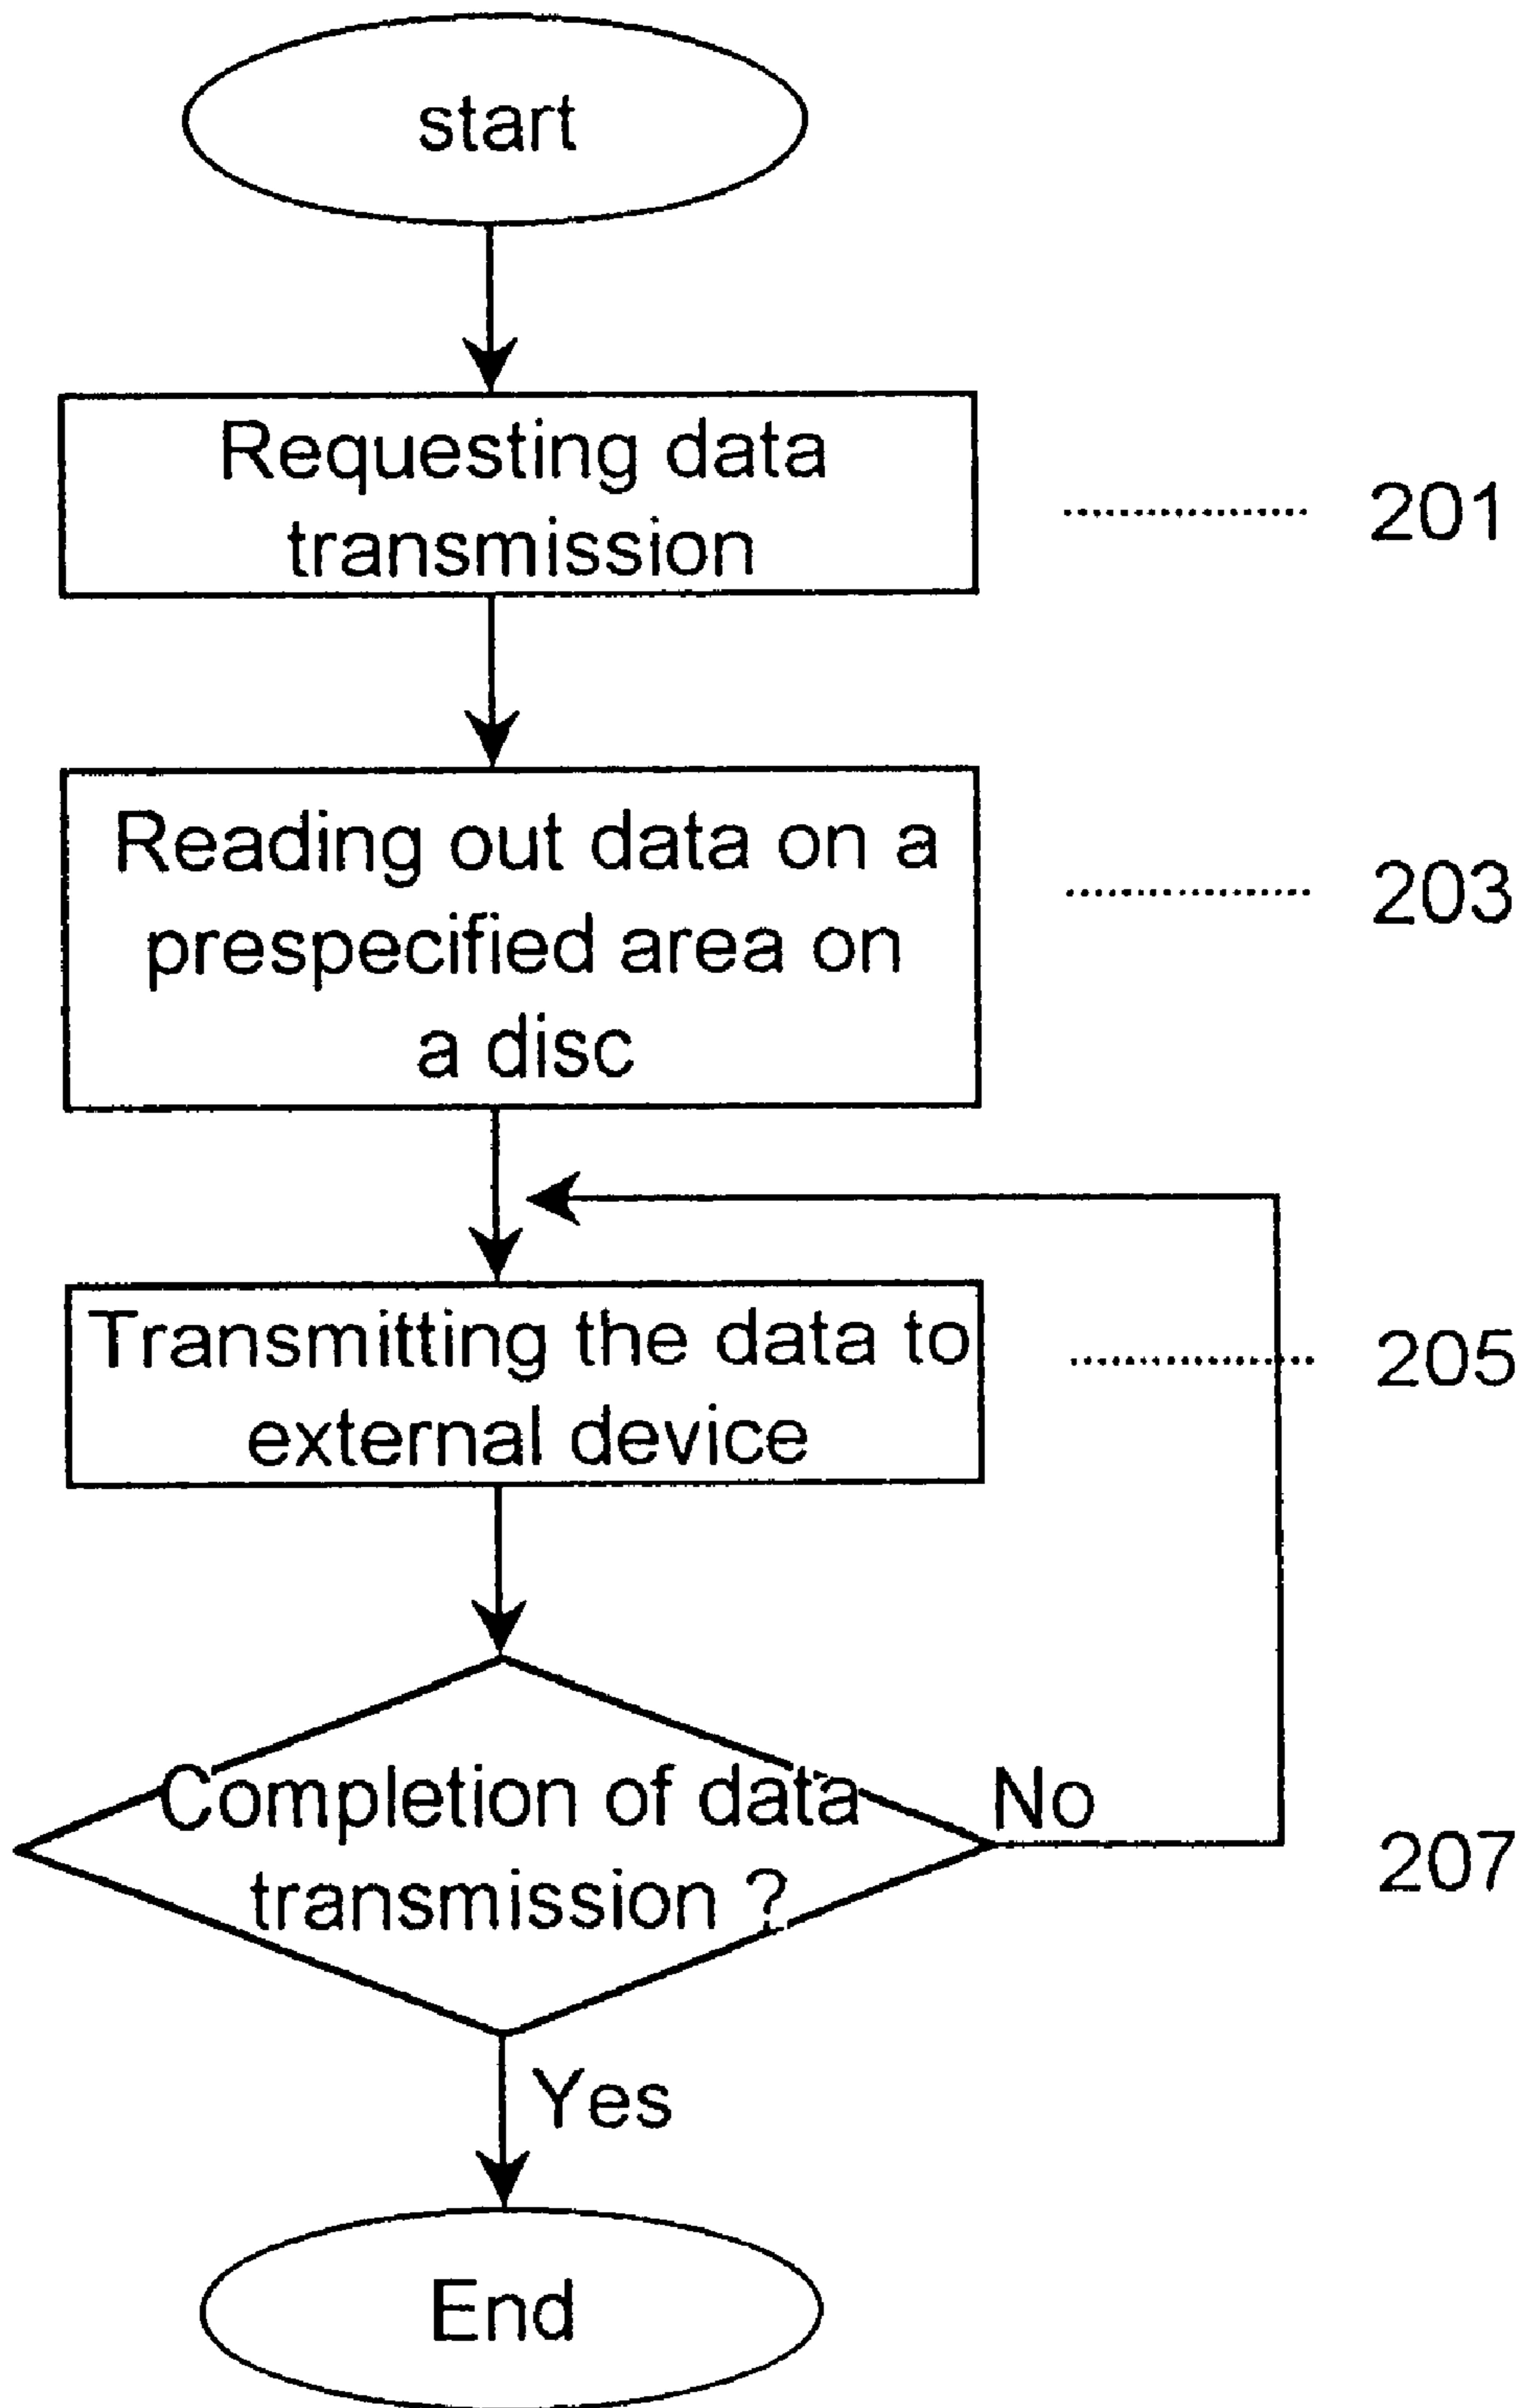 start
Requesting data
transmission
201
Reading out data on a
prespecified area on
a disc
203
Transmitting the data to
external device
205
Completion of data
transmission ?
No
207
Yes
End